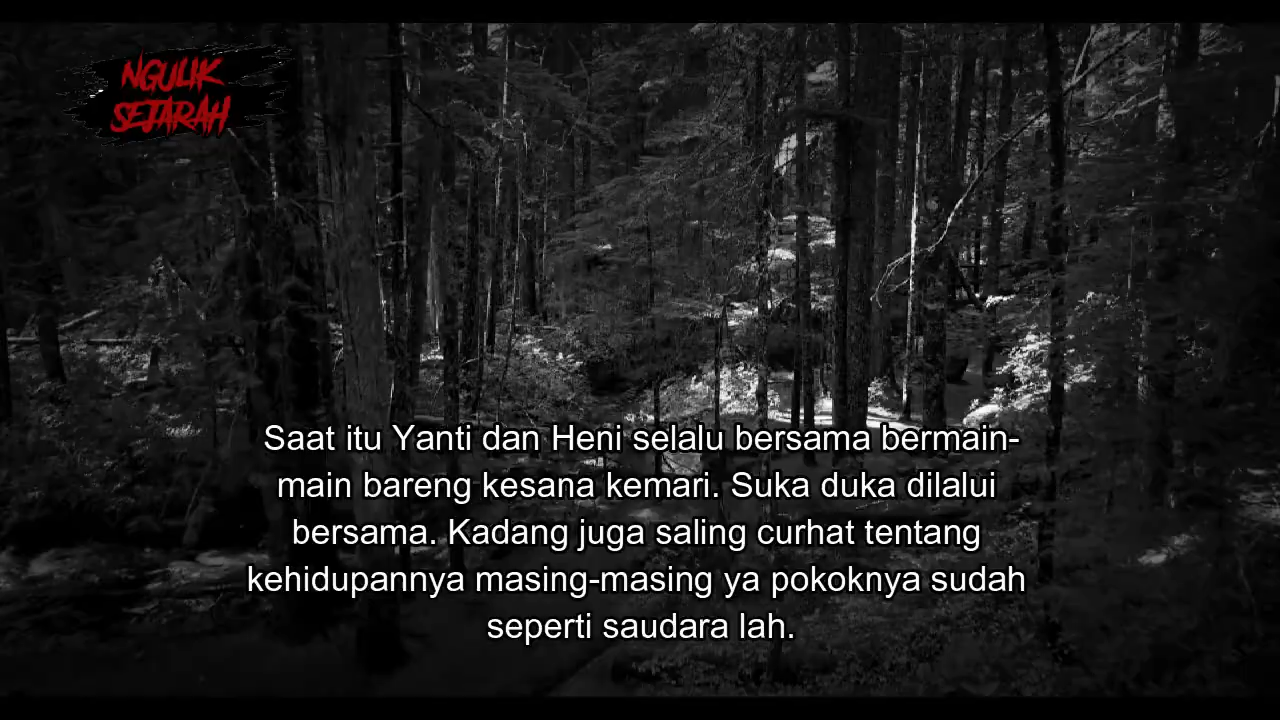 NGULIK
SEJARAH
Saat itu Yanti dan Heni selalu bersama bermain-
main bareng kesana kemari. Suka duka dilalui
bersama. Kadang juga saling curhat tentang
kehidupannya masing-masing ya pokoknya sudah
seperti saudara lah.